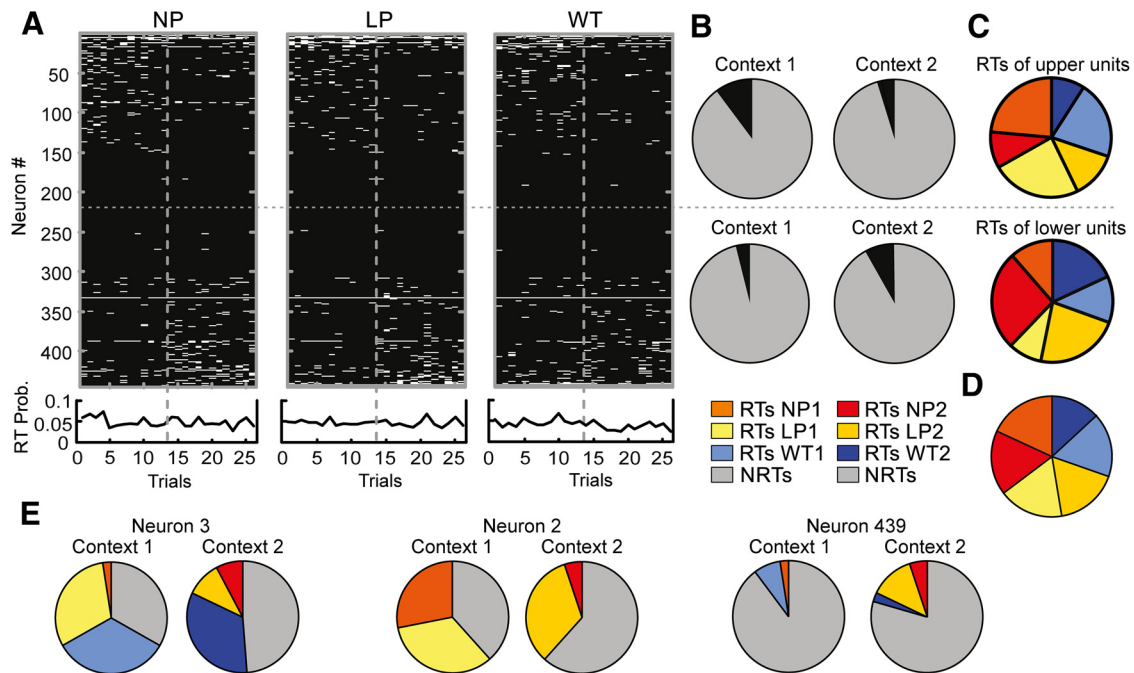 A
NP
LP
WT
B
C
Neuron #
50
100
150
200
250
300
350
400
Context 1
Context 2
RTs of upper units
Context 1
Context 2
RTs of lower units
RT Prob.
0.1
0.05
0
0 5 10 15 20 25
0 5 10 15 20 25
0 5 10 15 20 25
Trials
Trials
Trials
RTs NP1
RTs NP2
RTs LP1
RTs LP2
RTs WT1
RTs WT2
NRTs
NRTs
D
E
Neuron 3
Context 1
Context 2
Neuron 2
Context 1
Context 2
Neuron 439
Context 1
Context 2